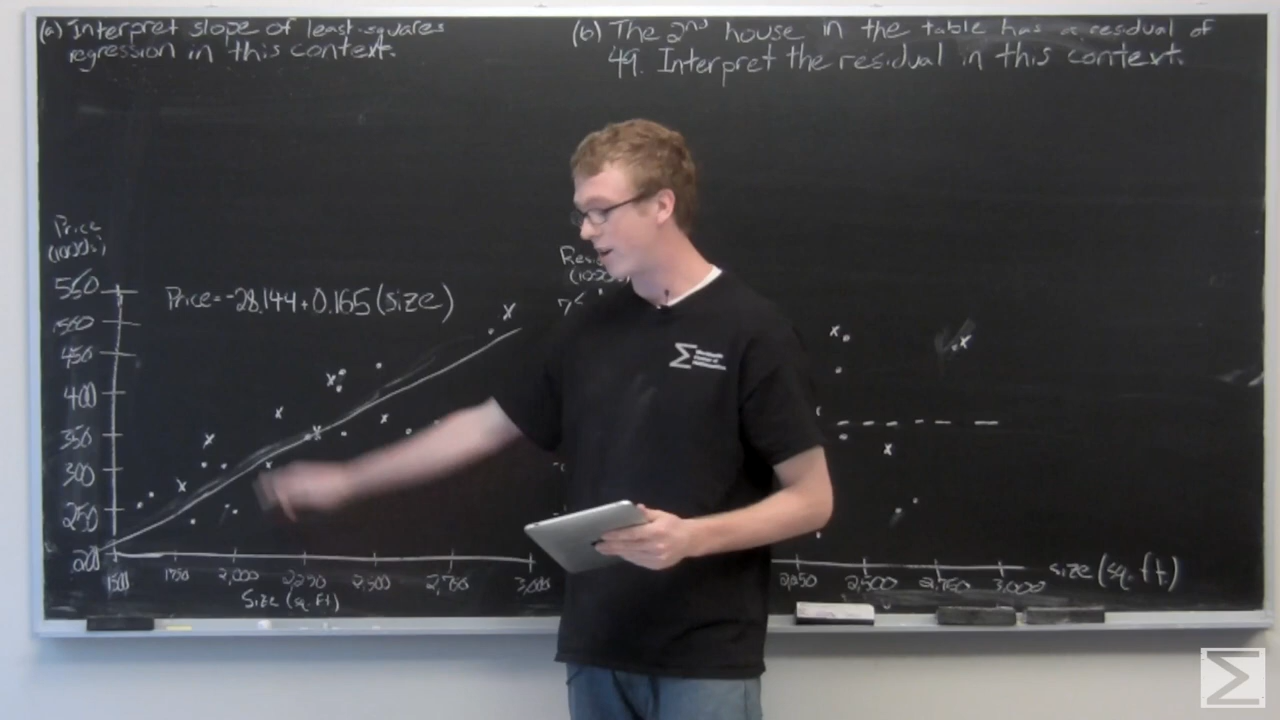 (a) Interpret slope of least-squares
regression in this context.
(b) The 2nd house in the table has a residual of
49. Interpret the residual in this context.
Price
550
450
400
350
300
250
200
Price=-28.144+0.165(size)
1500 1750 2,000 2,250 2,500 2,750 3,000
Size (sq. ft)
2,500 2,750 3,000
size (sq. ft)
Σ
Σ